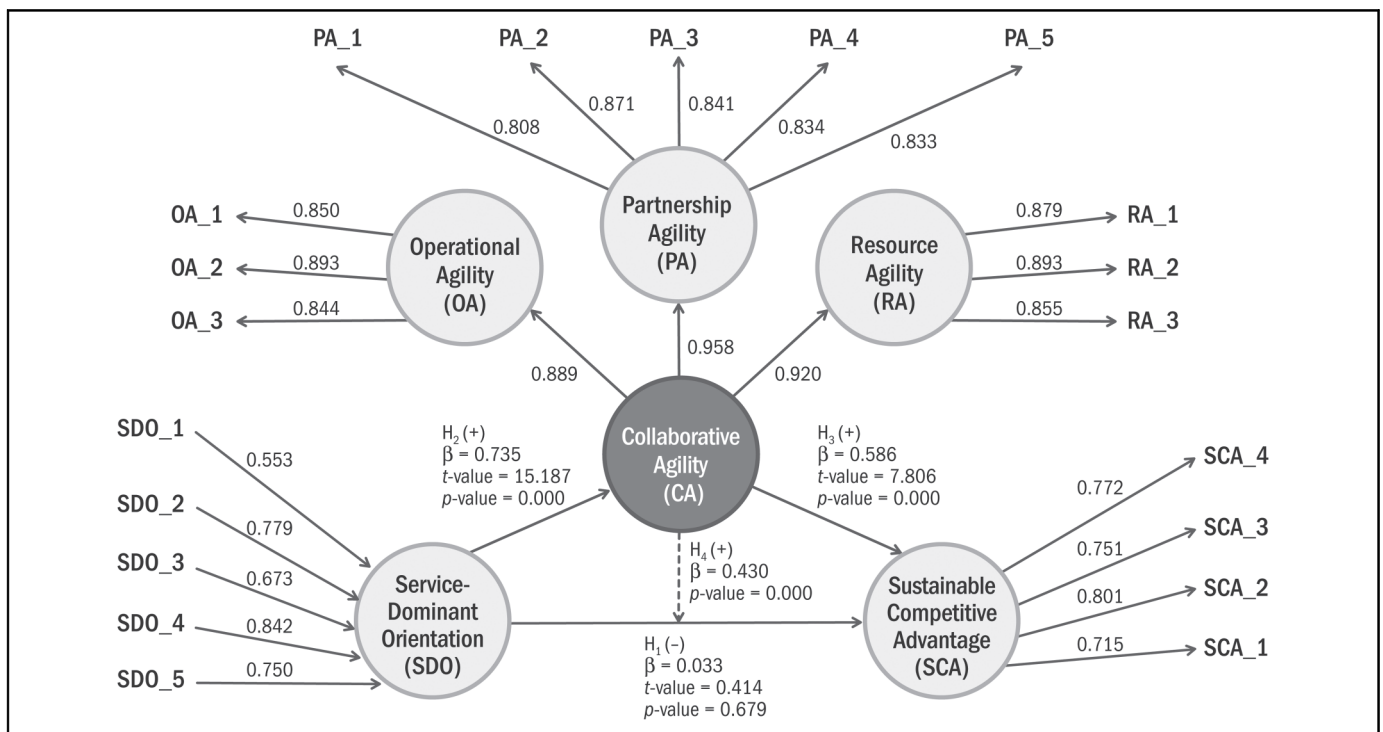 PA_1
PA_2
PA_3
PA_4
PA_5
0.808
0.871
0.841
0.834
0.833
OA_1
OA_2
OA_3
0.850
0.893
0.844
Operational
Agility
(OA)
Partnership
Agility
(PA)
Resource
Agility
(RA)
0.879
0.893
0.855
RA_1
RA_2
RA_3
0.889
0.958
0.920
SDO_1
SDO_2
SDO_3
SDO_4
SDO_5
0.553
0.779
0.673
0.842
0.750
H₂ (+)
β = 0.735
t-value = 15.187
p-value = 0.000
Collaborative
Agility
(CA)
H₃ (+)
β = 0.586
t-value = 7.806
p-value = 0.000
H₄ (+)
β = 0.430
p-value = 0.000
Service-
Dominant
Orientation
(SDO)
H₁ (–)
β = 0.033
t-value = 0.414
p-value = 0.679
Sustainable
Competitive
Advantage
(SCA)
0.772
0.751
0.801
0.715
SCA_4
SCA_3
SCA_2
SCA_1